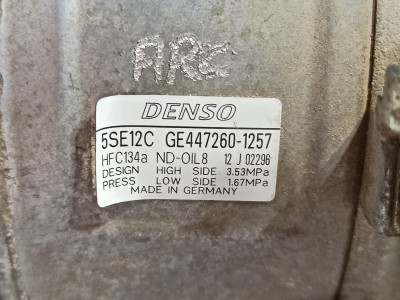 ARC
DENSO
5SE12C GE447260-1257
HFC134a ND-OIL8 12 J 02296
DESIGN HIGH SIDE 3.53MPa
PRESS LOW SIDE 1.67MPa
MADE IN GERMANY